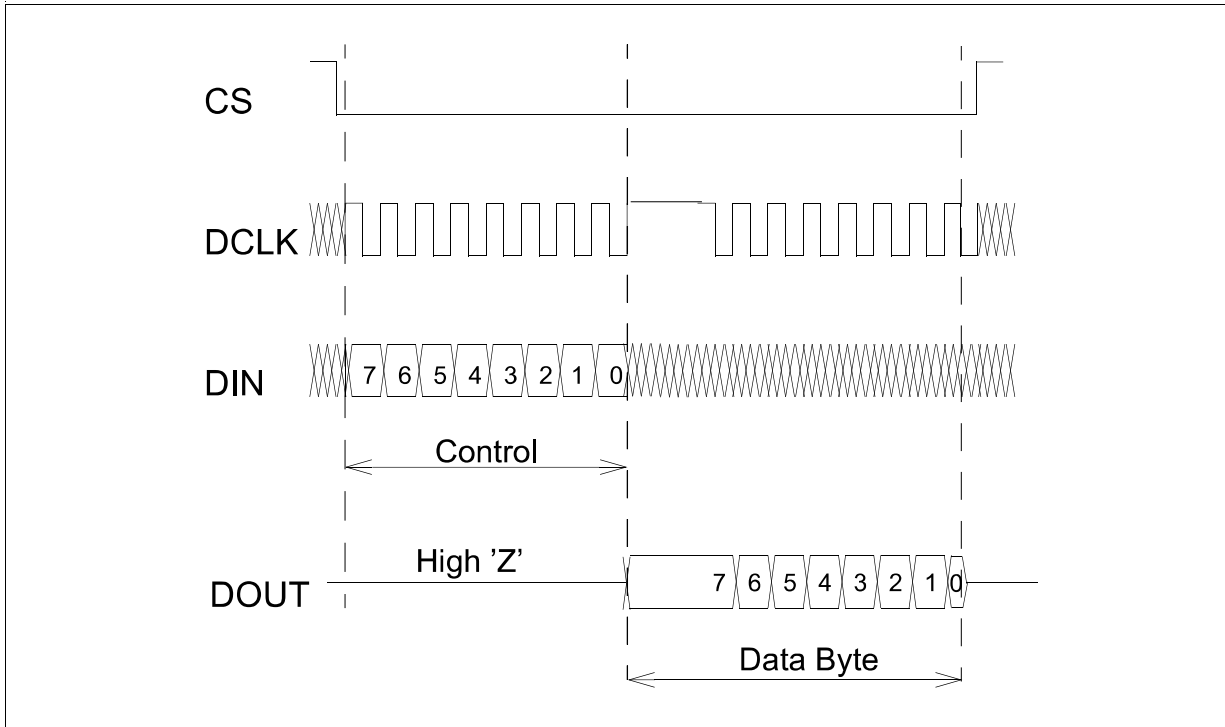 CS
DCLK
DIN
7 6 5 4 3 2 1 0
Control
High 'Z'
DOUT
7 6 5 4 3 2 1 0
Data Byte